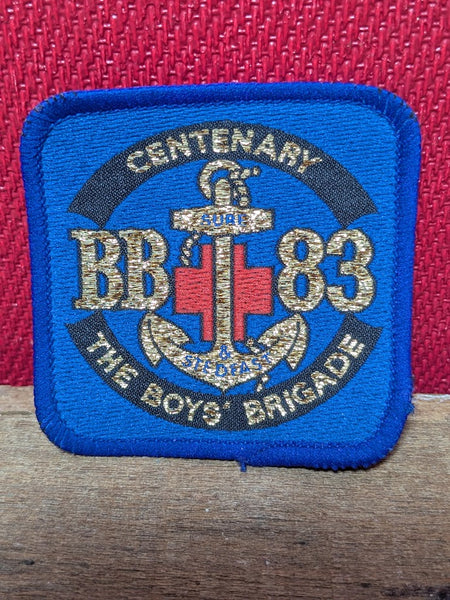 CENTENARY
SURE
BB 83
& STEDFAST
THE BOYS' BRIGADE